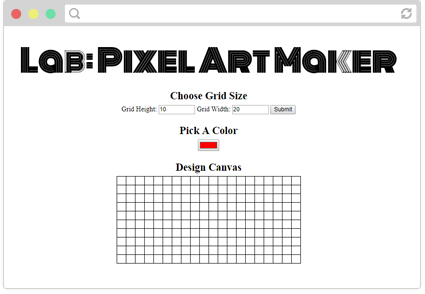 Lab: Pixel Art Maker
Choose Grid Size
Grid Height: 10 Grid Width: 20 Submit
Pick A Color
Design Canvas